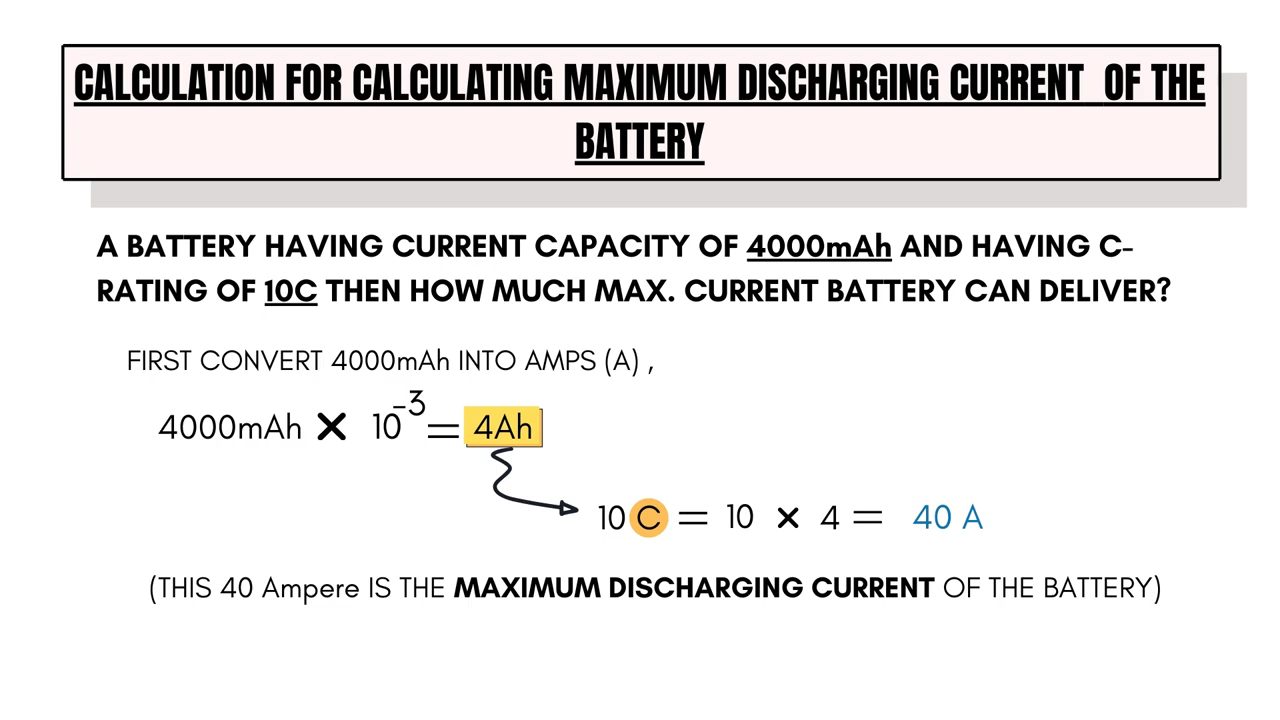 CALCULATION FOR CALCULATING MAXIMUM DISCHARGING CURRENT OF THE
BATTERY
A BATTERY HAVING CURRENT CAPACITY OF 4000mAh AND HAVING C-
RATING OF 10C THEN HOW MUCH MAX. CURRENT BATTERY CAN DELIVER?
FIRST CONVERT 4000mAh INTO AMPS (A) ,
4000mAh × 10⁻³ = 4Ah
10 C = 10 × 4 = 40 A
(THIS 40 Ampere IS THE MAXIMUM DISCHARGING CURRENT OF THE BATTERY)